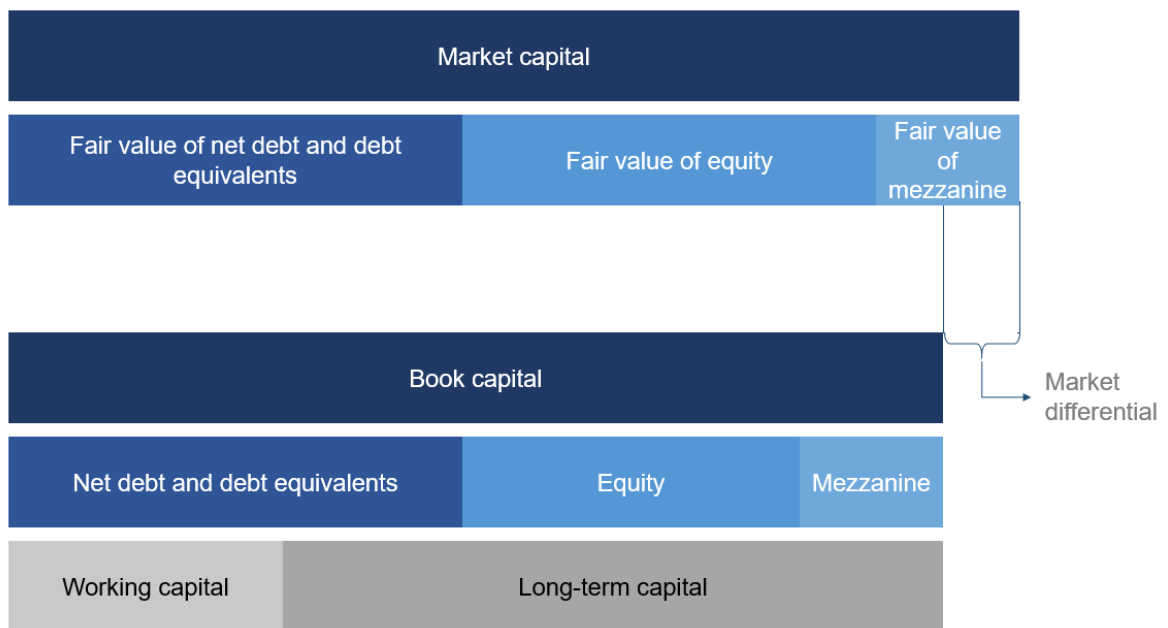 Market capital
Fair value of net debt and debt
equivalents
Fair value of equity
Fair value
of
mezzanine
Book capital
Market
differential
Net debt and debt equivalents
Equity
Mezzanine
Working capital
Long-term capital